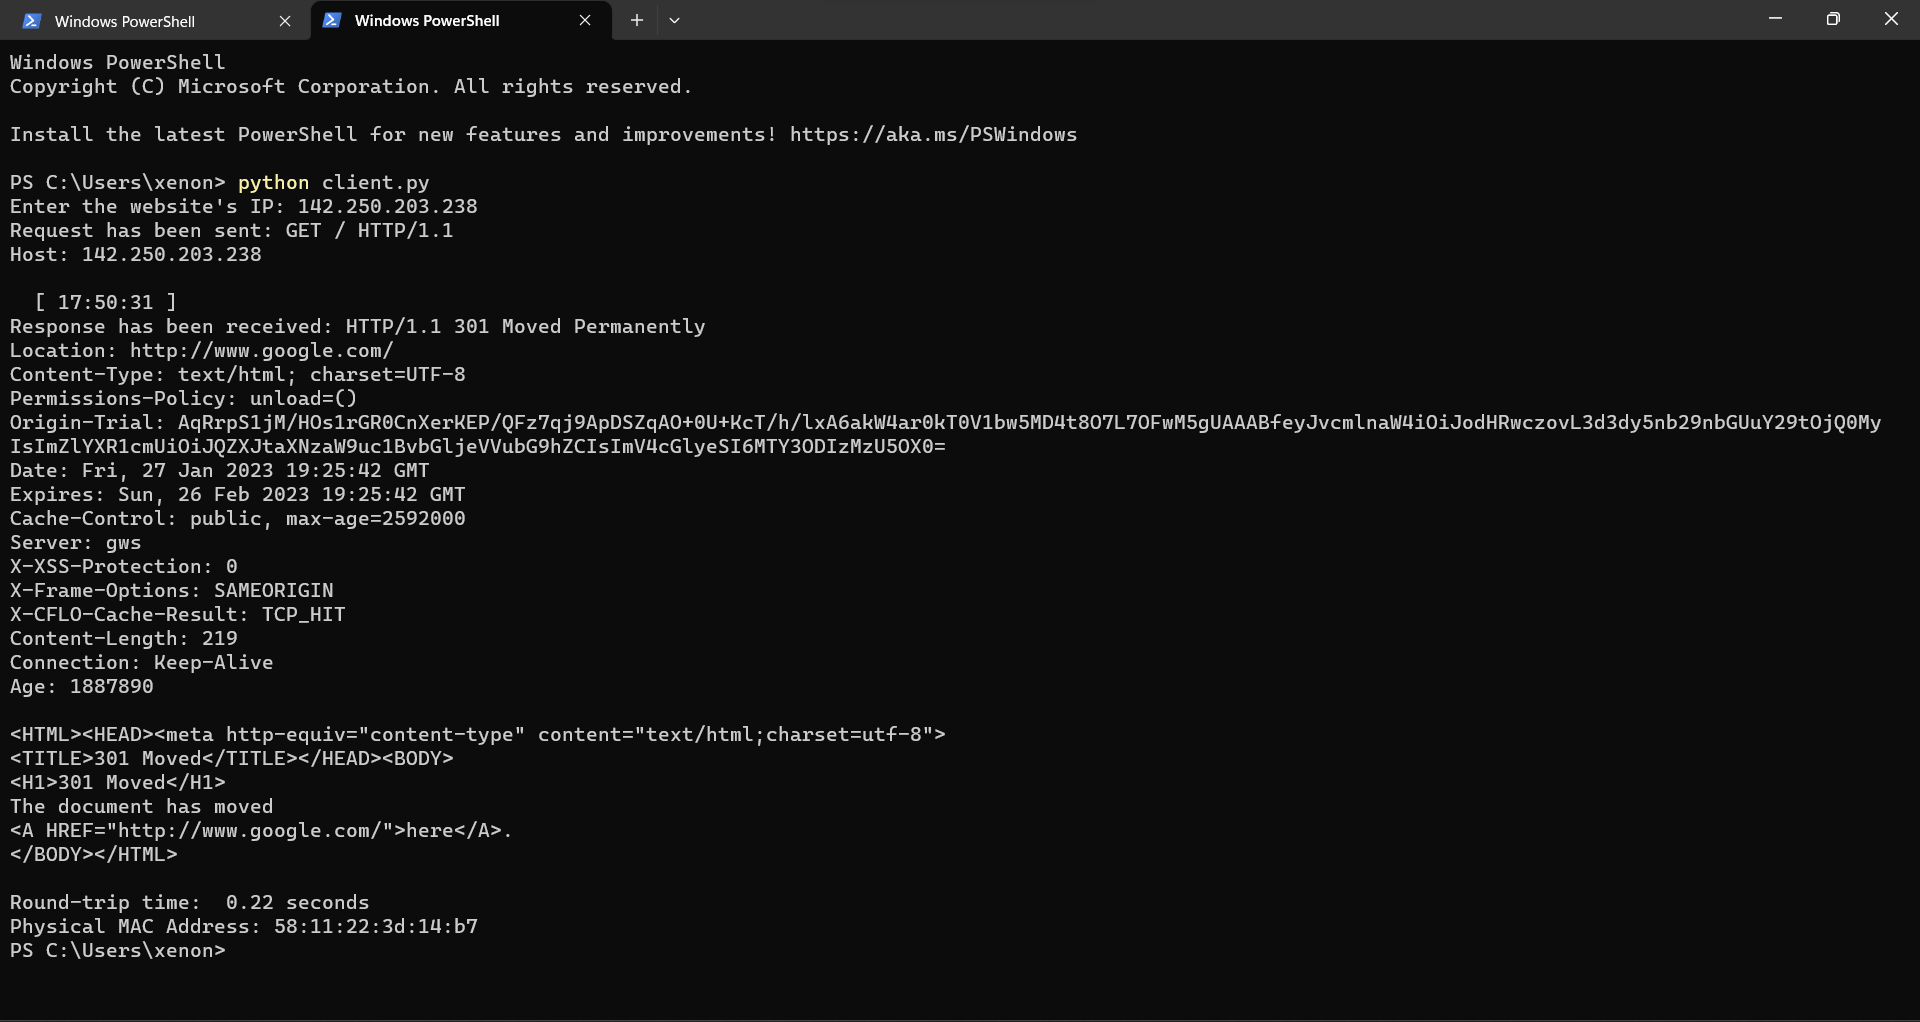 Windows PowerShell
Windows PowerShell
Windows PowerShell
Copyright (C) Microsoft Corporation. All rights reserved.
Install the latest PowerShell for new features and improvements! https://aka.ms/PSWindows
PS C:\Users\xenon> python client.py
Enter the website's IP: 142.250.203.238
Request has been sent: GET / HTTP/1.1
Host: 142.250.203.238
[ 17:50:31 ]
Response has been received: HTTP/1.1 301 Moved Permanently
Location: http://www.google.com/
Content-Type: text/html; charset=UTF-8
Permissions-Policy: unload=()
Origin-Trial: AqRrpS1jM/HOs1rGR0CnXerKEP/QFz7qj9ApDSZqAO+0U+KcT/h/lxA6akW4ar0kT0V1bw5MD4t8O7L7OFwM5gUAAABfeyJvcmlnaW4iOiJodHRwczovL3d3dy5nb29nbGUuY29tOjQ0My
IsImZlYXR1cmUiOiJQZXJtaXNzaW9uc1BvbGljeVVubG9hZCIsImV4cGlyeSI6MTY3ODIzMzU5OX0=
Date: Fri, 27 Jan 2023 19:25:42 GMT
Expires: Sun, 26 Feb 2023 19:25:42 GMT
Cache-Control: public, max-age=2592000
Server: gws
X-XSS-Protection: 0
X-Frame-Options: SAMEORIGIN
X-CFLO-Cache-Result: TCP_HIT
Content-Length: 219
Connection: Keep-Alive
Age: 1887890
<HTML><HEAD><meta http-equiv="content-type" content="text/html;charset=utf-8">
<TITLE>301 Moved</TITLE></HEAD><BODY>
<H1>301 Moved</H1>
The document has moved
<A HREF="http://www.google.com/">here</A>.
</BODY></HTML>
Round-trip time:  0.22 seconds
Physical MAC Address: 58:11:22:3d:14:b7
PS C:\Users\xenon>